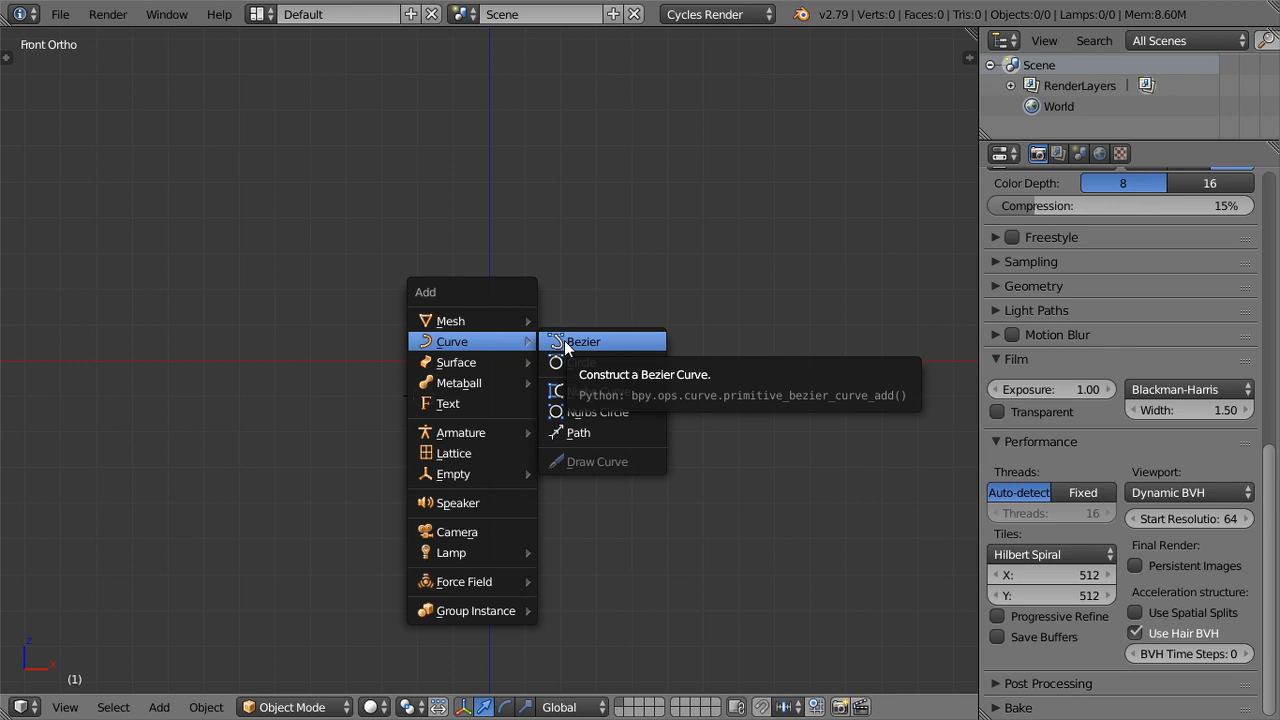 File Render Window Help Default Scene Cycles Render v2.79 | Verts:0 | Faces:0 | Tris:0 | Objects:0/0 | Lamps:0/0 | Mem:8.60M
Front Ortho
View Search All Scenes
Scene
RenderLayers
World
Color Depth: 8 16
Compression: 15%
Freestyle
Sampling
Geometry
Light Paths
Motion Blur
Film
Exposure: 1.00 Blackman-Harris
Transparent Width: 1.50
Performance
Threads: Viewport:
Auto-detect Fixed Dynamic BVH
Threads: 16 Start Resolutio: 64
Tiles:
Hilbert Spiral Final Render:
X: 512 Persistent Images
Y: 512 Acceleration structure:
Progressive Refine Use Spatial Splits
Save Buffers Use Hair BVH
BVH Time Steps: 0
Post Processing
Bake
Add
Mesh
Curve
Surface
Metaball
Text
Armature
Lattice
Empty
Speaker
Camera
Lamp
Force Field
Group Instance
Bezier
Construct a Bezier Curve.
Python: bpy.ops.curve.primitive_bezier_curve_add()
Nurbs Circle
Path
Draw Curve
z
x
(1)
View Select Add Object Object Mode Global